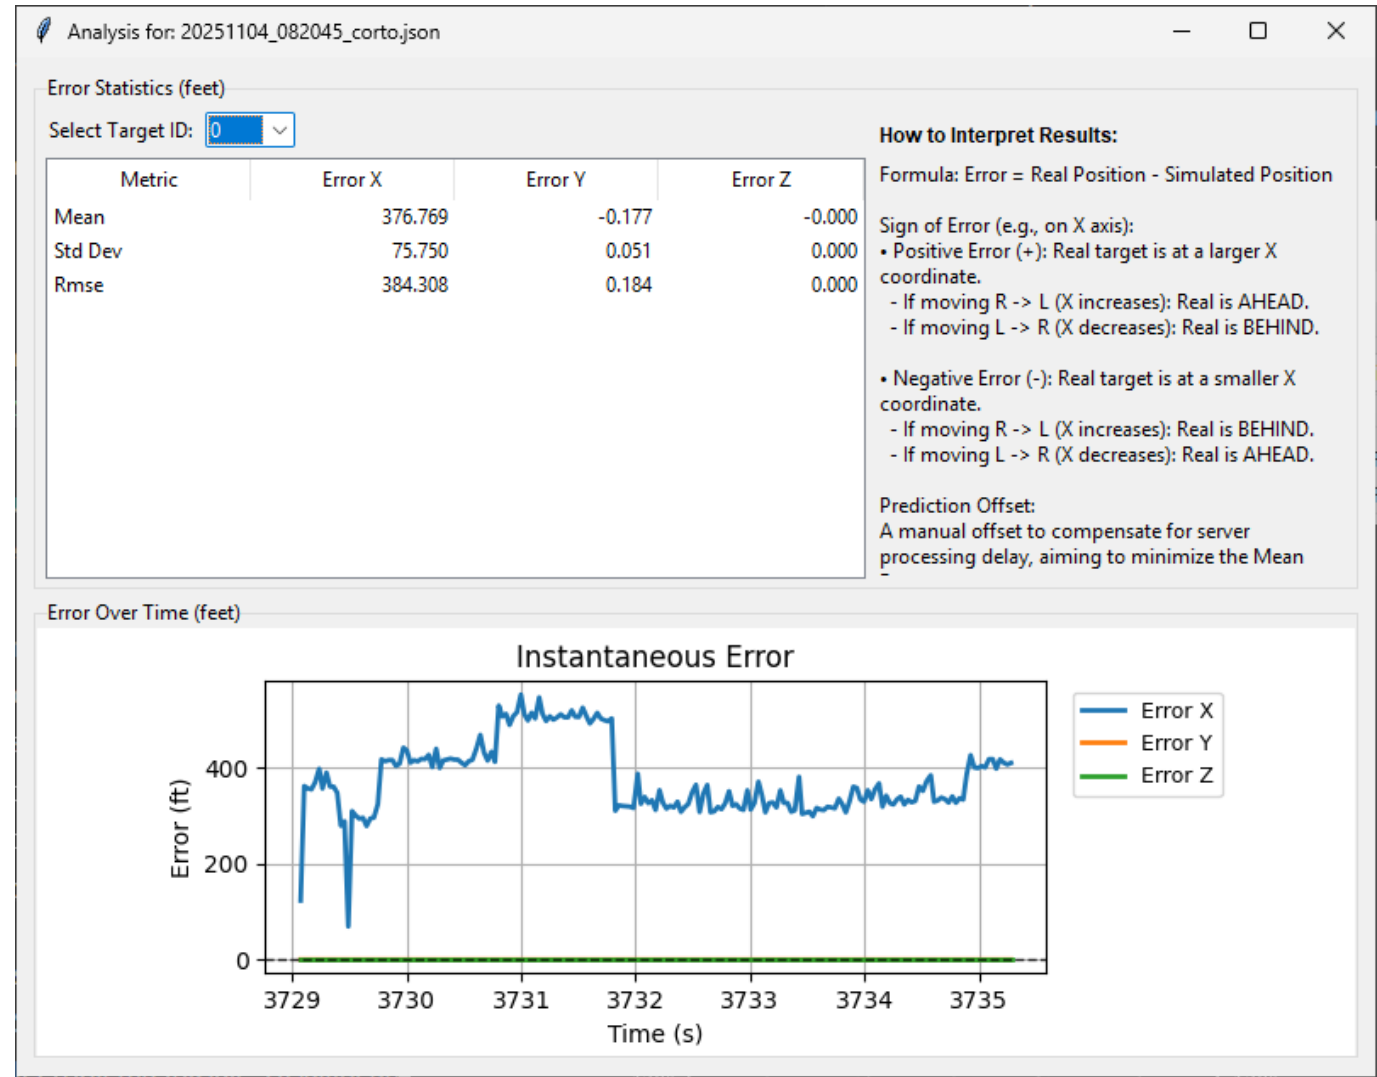 Analysis for: 20251104_082045_corto.json
Error Statistics (feet)
Select Target ID: 0
Metric Error X Error Y Error Z
Mean 376.769 -0.177 -0.000
Std Dev 75.750 0.051 0.000
Rmse 384.308 0.184 0.000
How to Interpret Results:
Formula: Error = Real Position - Simulated Position
Sign of Error (e.g., on X axis):
• Positive Error (+): Real target is at a larger X
coordinate.
- If moving R -> L (X increases): Real is AHEAD.
- If moving L -> R (X decreases): Real is BEHIND.
• Negative Error (-): Real target is at a smaller X
coordinate.
- If moving R -> L (X increases): Real is BEHIND.
- If moving L -> R (X decreases): Real is AHEAD.
Prediction Offset:
A manual offset to compensate for server
processing delay, aiming to minimize the Mean
Error Over Time (feet)
Instantaneous Error
Error (ft)
400
200
0
3729 3730 3731 3732 3733 3734 3735
Time (s)
Error X
Error Y
Error Z